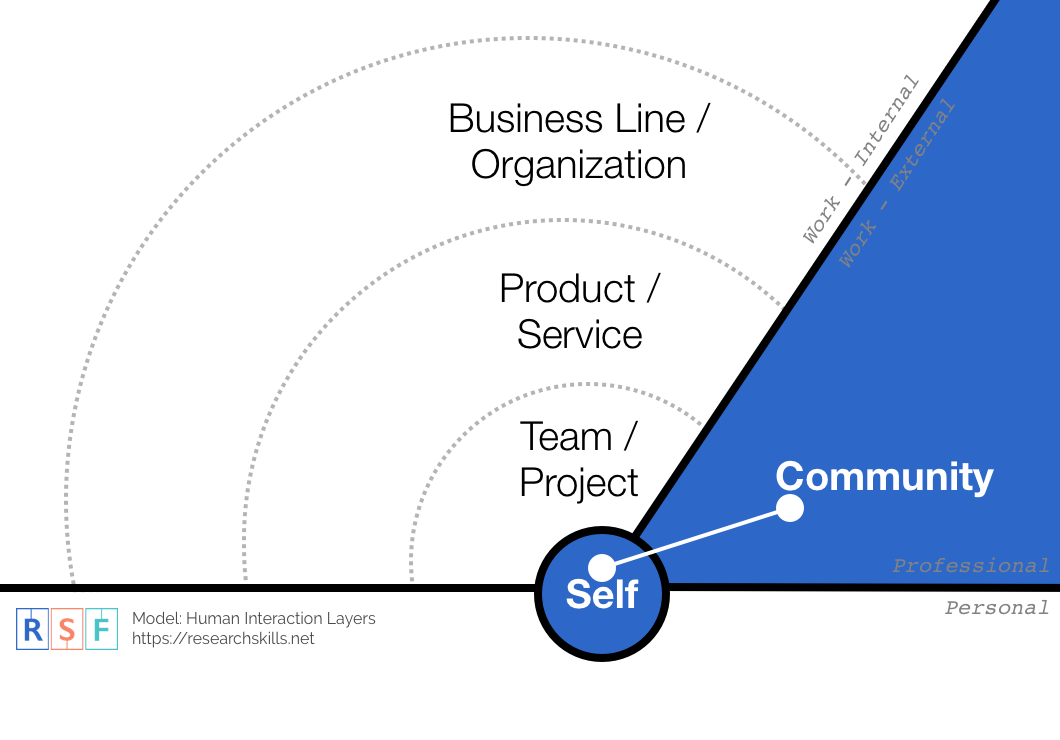 Business Line /
Organization
Work – Internal
Work – External
Product /
Service
Team /
Project
Community
Self
Professional
Personal
R S F
Model: Human Interaction Layers
https://researchskills.net